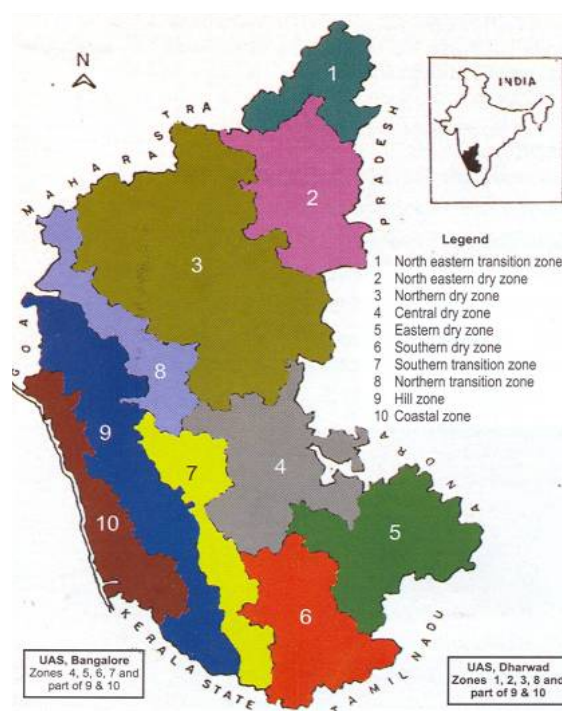 N
INDIA
MAHARASTRA
PRADESH
ANDRA
GOA
KERALA STATE
TAMIL NADU
1
2
3
8
9
7
4
10
5
6
Legend
1 North eastern transition zone
2 North eastern dry zone
3 Northern dry zone
4 Central dry zone
5 Eastern dry zone
6 Southern dry zone
7 Southern transition zone
8 Northern transition zone
9 Hill zone
10 Coastal zone
UAS, Bangalore
Zones 4, 5, 6, 7 and
part of 9 & 10
UAS, Dharwad
Zones 1, 2, 3, 8 and
part of 9 & 10